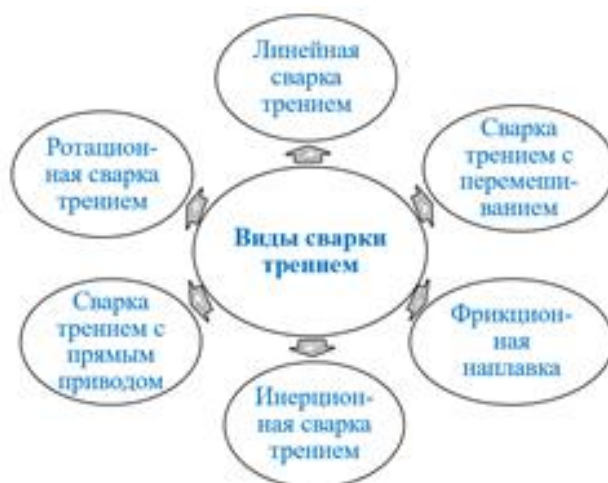 Линейная
сварка
трением
Ротацион-
ная сварка
трением
Сварка
трением с
перемеши-
ванием
Виды сварки
трением
Сварка
трением с
прямым
приводом
Фрикцион-
ная
наплавка
Инерцион-
ная сварка
трением